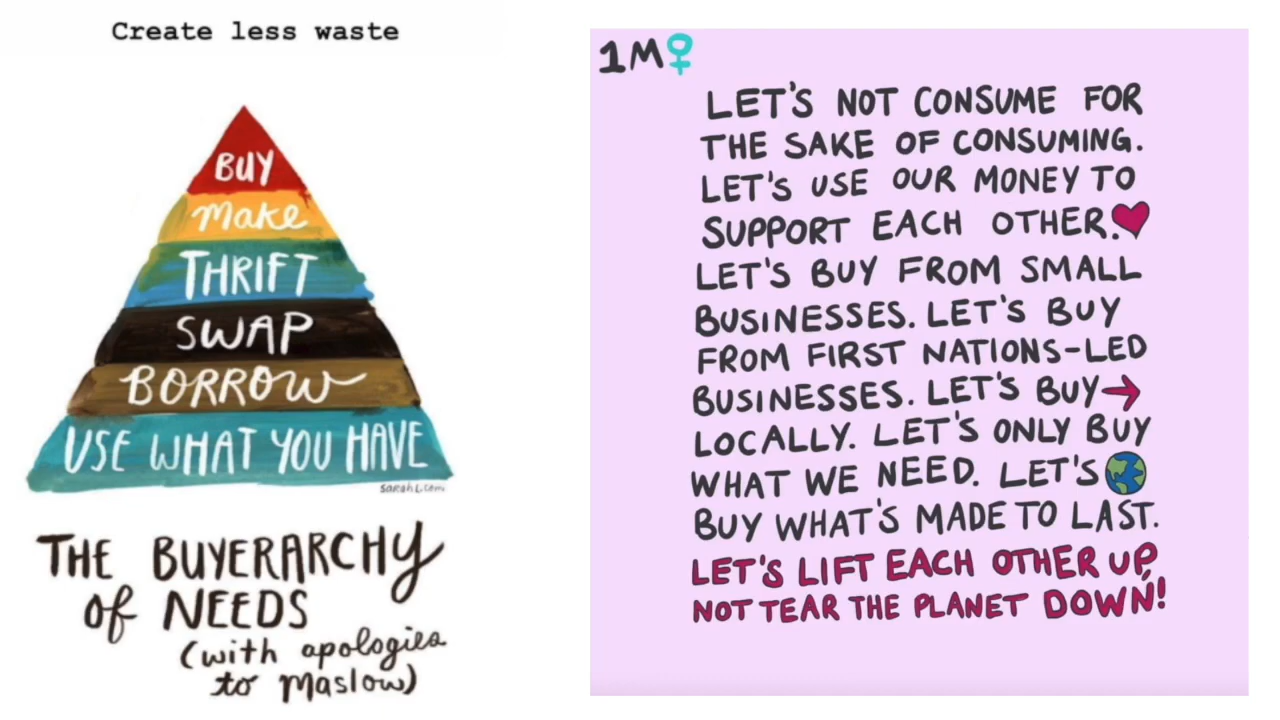 Create less waste
BUY
make
THRIFT
SWAP
BORROW
USE WHAT YOU HAVE
THE BUYERARCHY
of NEEDS
(with apologies
to maslow)
1M♀
LET'S NOT CONSUME FOR
THE SAKE OF CONSUMING.
LET'S USE OUR MONEY TO
SUPPORT EACH OTHER.
LET'S BUY FROM SMALL
BUSINESSES. LET'S BUY
FROM FIRST NATIONS-LED
BUSINESSES. LET'S BUY→
LOCALLY. LET'S ONLY BUY
WHAT WE NEED. LET'S
BUY WHAT'S MADE TO LAST.
LET'S LIFT EACH OTHER UP,
NOT TEAR THE PLANET DOWN!